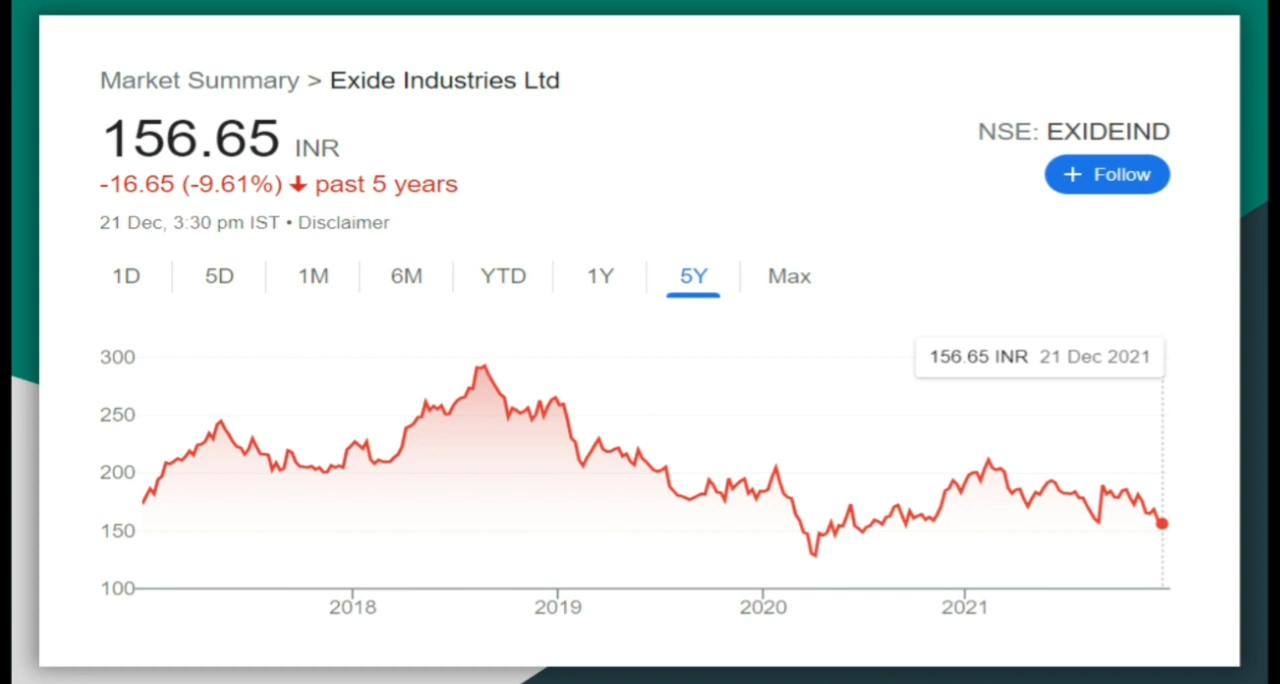 Market Summary > Exide Industries Ltd
156.65 INR
NSE: EXIDEIND
-16.65 (-9.61%) ↓ past 5 years
+ Follow
21 Dec, 3:30 pm IST • Disclaimer
1D 5D 1M 6M YTD 1Y 5Y Max
156.65 INR 21 Dec 2021
300
250
200
150
100
2018 2019 2020 2021